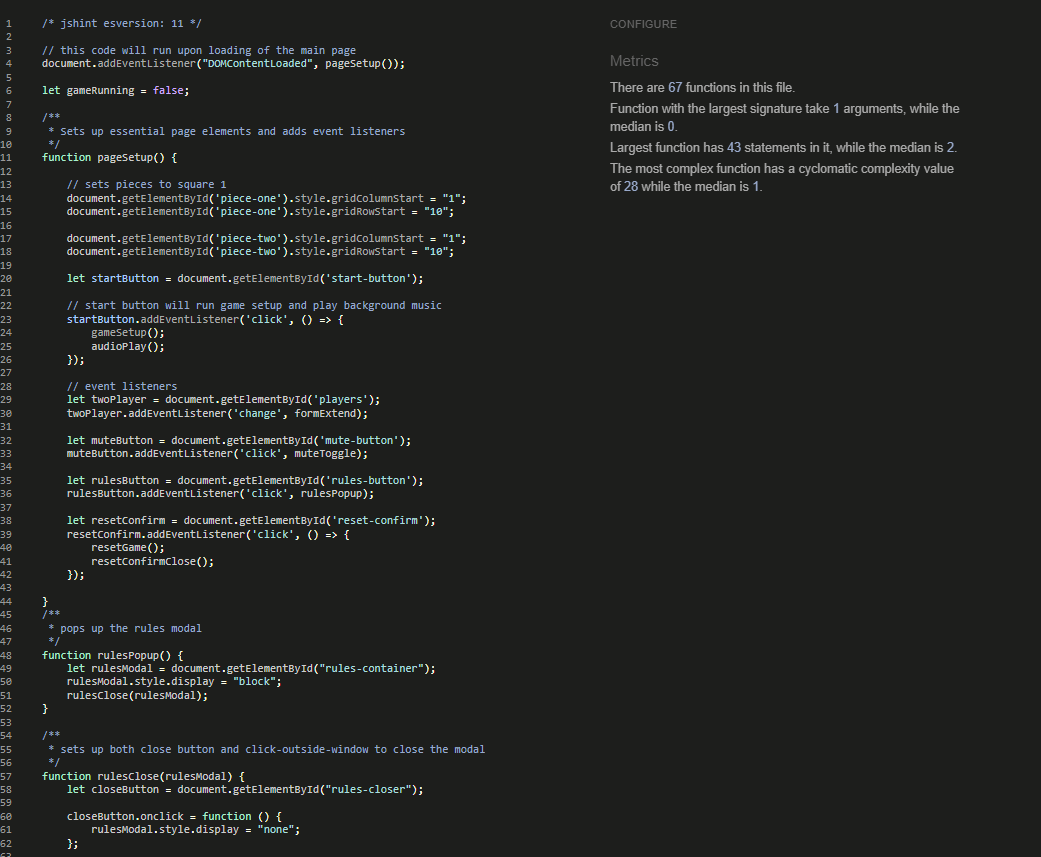 1 /* jshint esversion: 11 */
2
3 // this code will run upon loading of the main page
4 document.addEventListener("DOMContentLoaded", pageSetup());
5
6 let gameRunning = false;
7
8 /**
9 * Sets up essential page elements and adds event listeners
10 */
11 function pageSetup() {
12
13 // sets pieces to square 1
14 document.getElementById('piece-one').style.gridColumnStart = "1";
15 document.getElementById('piece-one').style.gridRowStart = "10";
16
17 document.getElementById('piece-two').style.gridColumnStart = "1";
18 document.getElementById('piece-two').style.gridRowStart = "10";
19
20 let startButton = document.getElementById('start-button');
21
22 // start button will run game setup and play background music
23 startButton.addEventListener('click', () => {
24 gameSetup();
25 audioPlay();
26 });
27
28 // event listeners
29 let twoPlayer = document.getElementById('players');
30 twoPlayer.addEventListener('change', formExtend);
31
32 let muteButton = document.getElementById('mute-button');
33 muteButton.addEventListener('click', muteToggle);
34
35 let rulesButton = document.getElementById('rules-button');
36 rulesButton.addEventListener('click', rulesPopup);
37
38 let resetConfirm = document.getElementById('reset-confirm');
39 resetConfirm.addEventListener('click', () => {
40 resetGame();
41 resetConfirmClose();
42 });
43
44 }
45 /**
46 * pops up the rules modal
47 */
48 function rulesPopup() {
49 let rulesModal = document.getElementById("rules-container");
50 rulesModal.style.display = "block";
51 rulesClose(rulesModal);
52 }
53
54 /**
55 * sets up both close button and click-outside-window to close the modal
56 */
57 function rulesClose(rulesModal) {
58 let closeButton = document.getElementById("rules-closer");
59
60 closeButton.onclick = function () {
61 rulesModal.style.display = "none";
62 };
63
CONFIGURE
Metrics
There are 67 functions in this file.
Function with the largest signature take 1 arguments, while the
median is 0.
Largest function has 43 statements in it, while the median is 2.
The most complex function has a cyclomatic complexity value
of 28 while the median is 1.